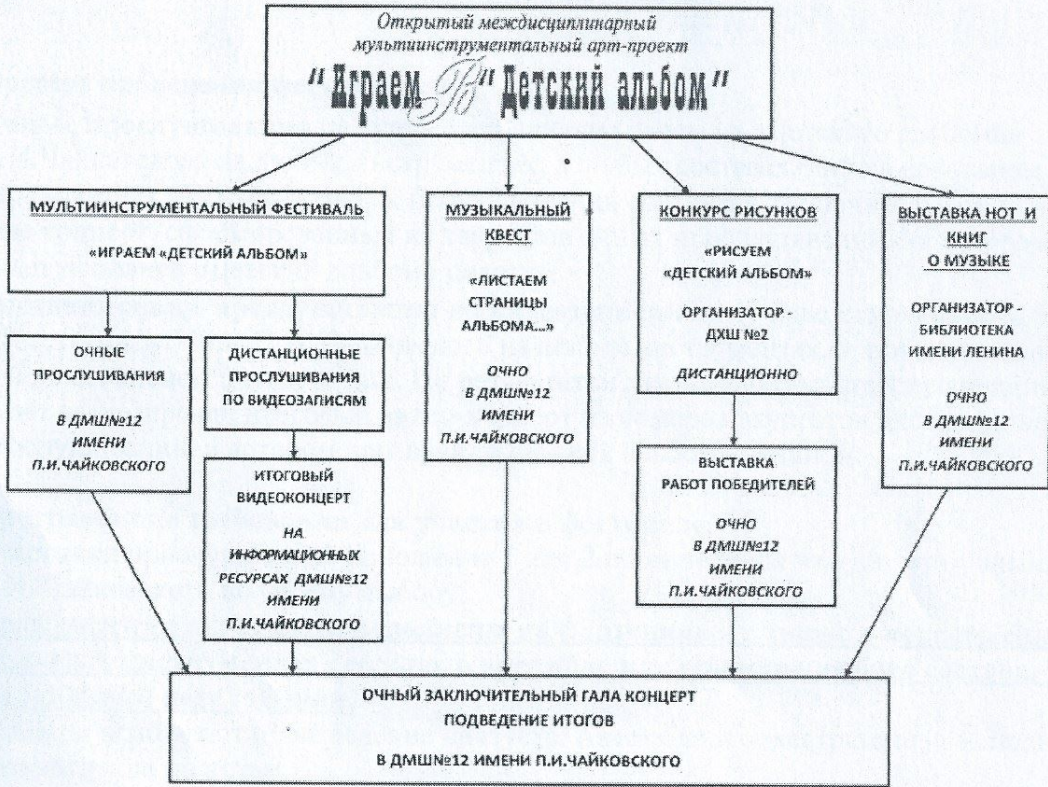 Открытый междисциплинарный
мультиинструментальный арт-проект
"Играем В "Детский альбом"
МУЛЬТИИНСТРУМЕНТАЛЬНЫЙ ФЕСТИВАЛЬ
«ИГРАЕМ «ДЕТСКИЙ АЛЬБОМ»
ОЧНЫЕ
ПРОСЛУШИВАНИЯ
В ДМШ№12
ИМЕНИ
П.И.ЧАЙКОВСКОГО
ДИСТАНЦИОННЫЕ
ПРОСЛУШИВАНИЯ
ПО ВИДЕОЗАПИСЯМ
ИТОГОВЫЙ
ВИДЕОКОНЦЕРТ
НА
ИНФОРМАЦИОННЫХ
РЕСУРСАХ ДМШ№12
ИМЕНИ
П.И.ЧАЙКОВСКОГО
МУЗЫКАЛЬНЫЙ
КВЕСТ
«ЛИСТАЕМ
СТРАНИЦЫ
АЛЬБОМА...»
ОЧНО
В ДМШ№12
ИМЕНИ
П.И.ЧАЙКОВСКОГО
КОНКУРС РИСУНКОВ
«РИСУЕМ
«ДЕТСКИЙ АЛЬБОМ»
ОРГАНИЗАТОР -
ДХШ №2
ДИСТАНЦИОННО
ВЫСТАВКА
РАБОТ ПОБЕДИТЕЛЕЙ
ОЧНО
В ДМШ№12
ИМЕНИ
П.И.ЧАЙКОВСКОГО
ВЫСТАВКА НОТ И
КНИГ
О МУЗЫКЕ
ОРГАНИЗАТОР -
БИБЛИОТЕКА
ИМЕНИ ЛЕНИНА
ОЧНО
В ДМШ№12
ИМЕНИ
П.И.ЧАЙКОВСКОГО
ОЧНЫЙ ЗАКЛЮЧИТЕЛЬНЫЙ ГАЛА КОНЦЕРТ
ПОДВЕДЕНИЕ ИТОГОВ
В ДМШ№12 ИМЕНИ П.И.ЧАЙКОВСКОГО